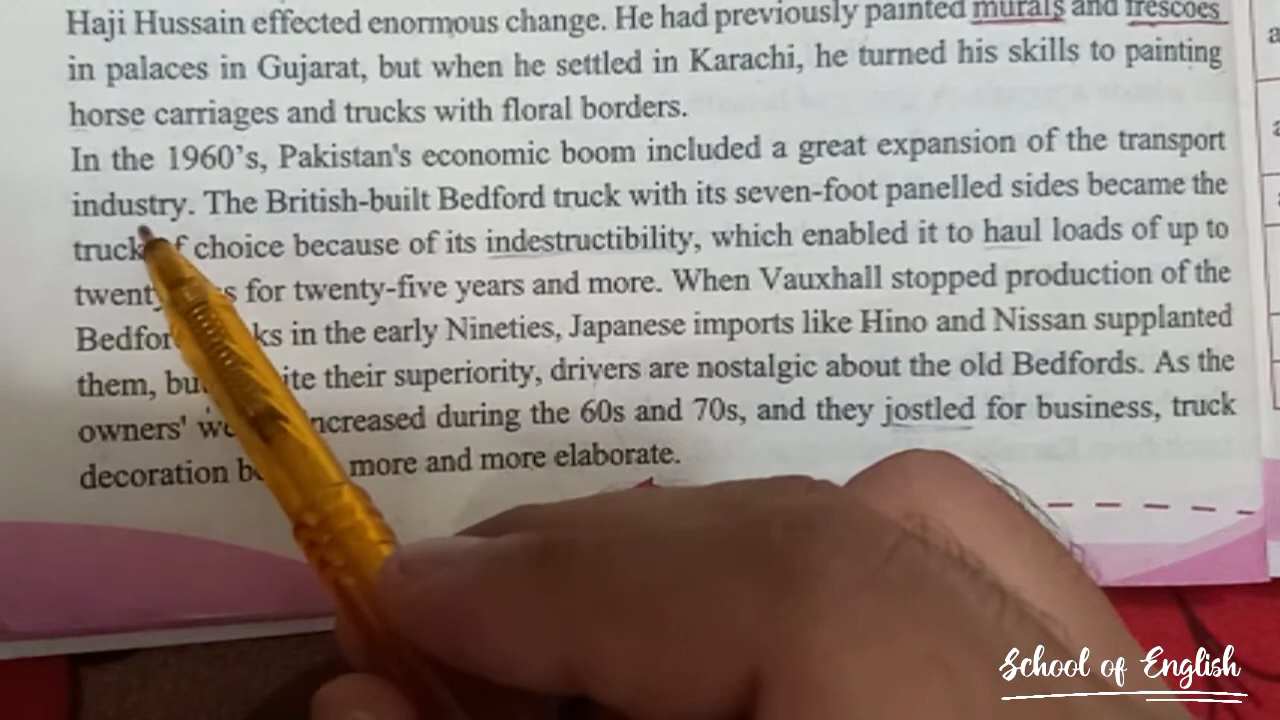 Haji Hussain effected enormous change. He had previously painted murals and frescoes
in palaces in Gujarat, but when he settled in Karachi, he turned his skills to painting
horse carriages and trucks with floral borders.
In the 1960's, Pakistan's economic boom included a great expansion of the transport
industry. The British-built Bedford truck with its seven-foot panelled sides became the
truck choice because of its indestructibility, which enabled it to haul loads of up to
for twenty-five years and more. When Vauxhall stopped production of the
in the early Nineties, Japanese imports like Hino and Nissan supplanted
them, their superiority, drivers are nostalgic about the old Bedfords. As the
owners' increased during the 60s and 70s, and they jostled for business, truck
decoration more and more elaborate.
School of English